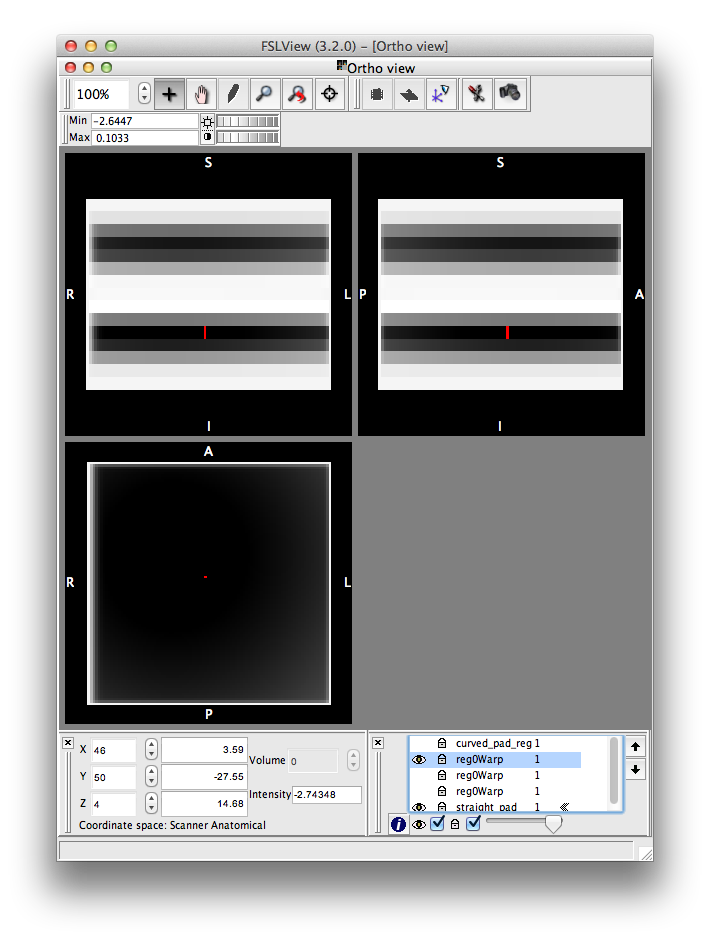 FSLView (3.2.0) - [Ortho view]
Ortho view
100%
Min -2.6447
Max 0.1033
S
R
L
I
S
P
A
I
A
R
L
P
X 46 3.59
Y 50 -27.55
Z 4 14.68
Volume 0
Intensity -2.74348
Coordinate space: Scanner Anatomical
curved_pad_reg 1
reg0Warp 1
reg0Warp 1
reg0Warp 1
straight_pad 1